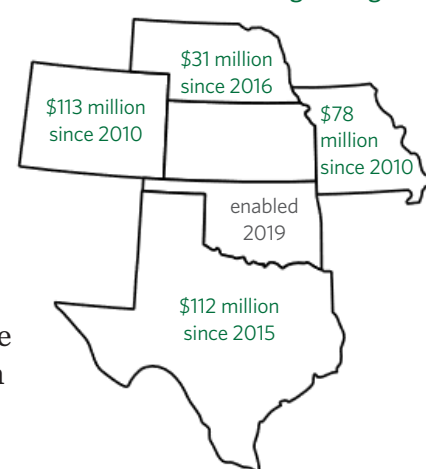 $31 million
since 2016
$113 million
since 2010
$78
million
since 2010
enabled
2019
$112 million
since 2015